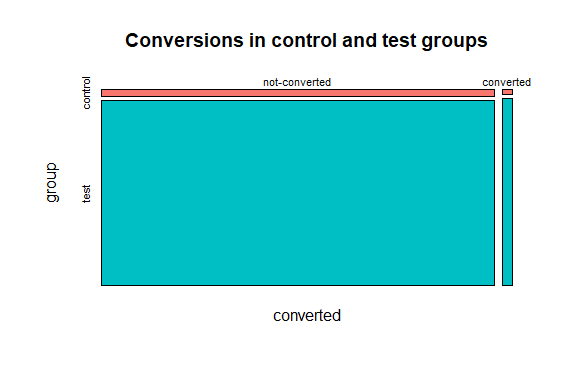 Conversions in control and test groups
not-converted
converted
control
test
group
converted